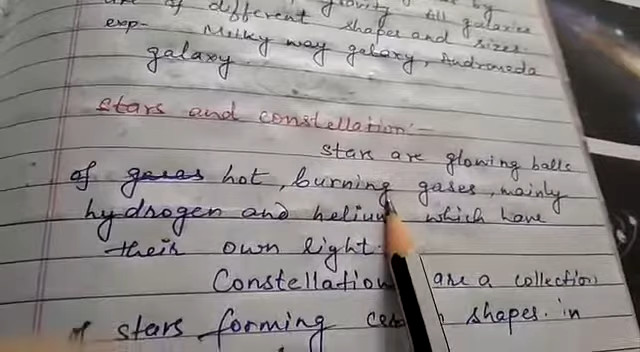 gravity
of different shapes and sizes.
exp- Milky way galaxy, Andromeda
galaxy.
stars and constellation:-
stars are glowing balls
of gases hot, burning gases, mainly
hydrogen and helium which have
their own light.
Constellation are a collection
of stars forming shapes. in